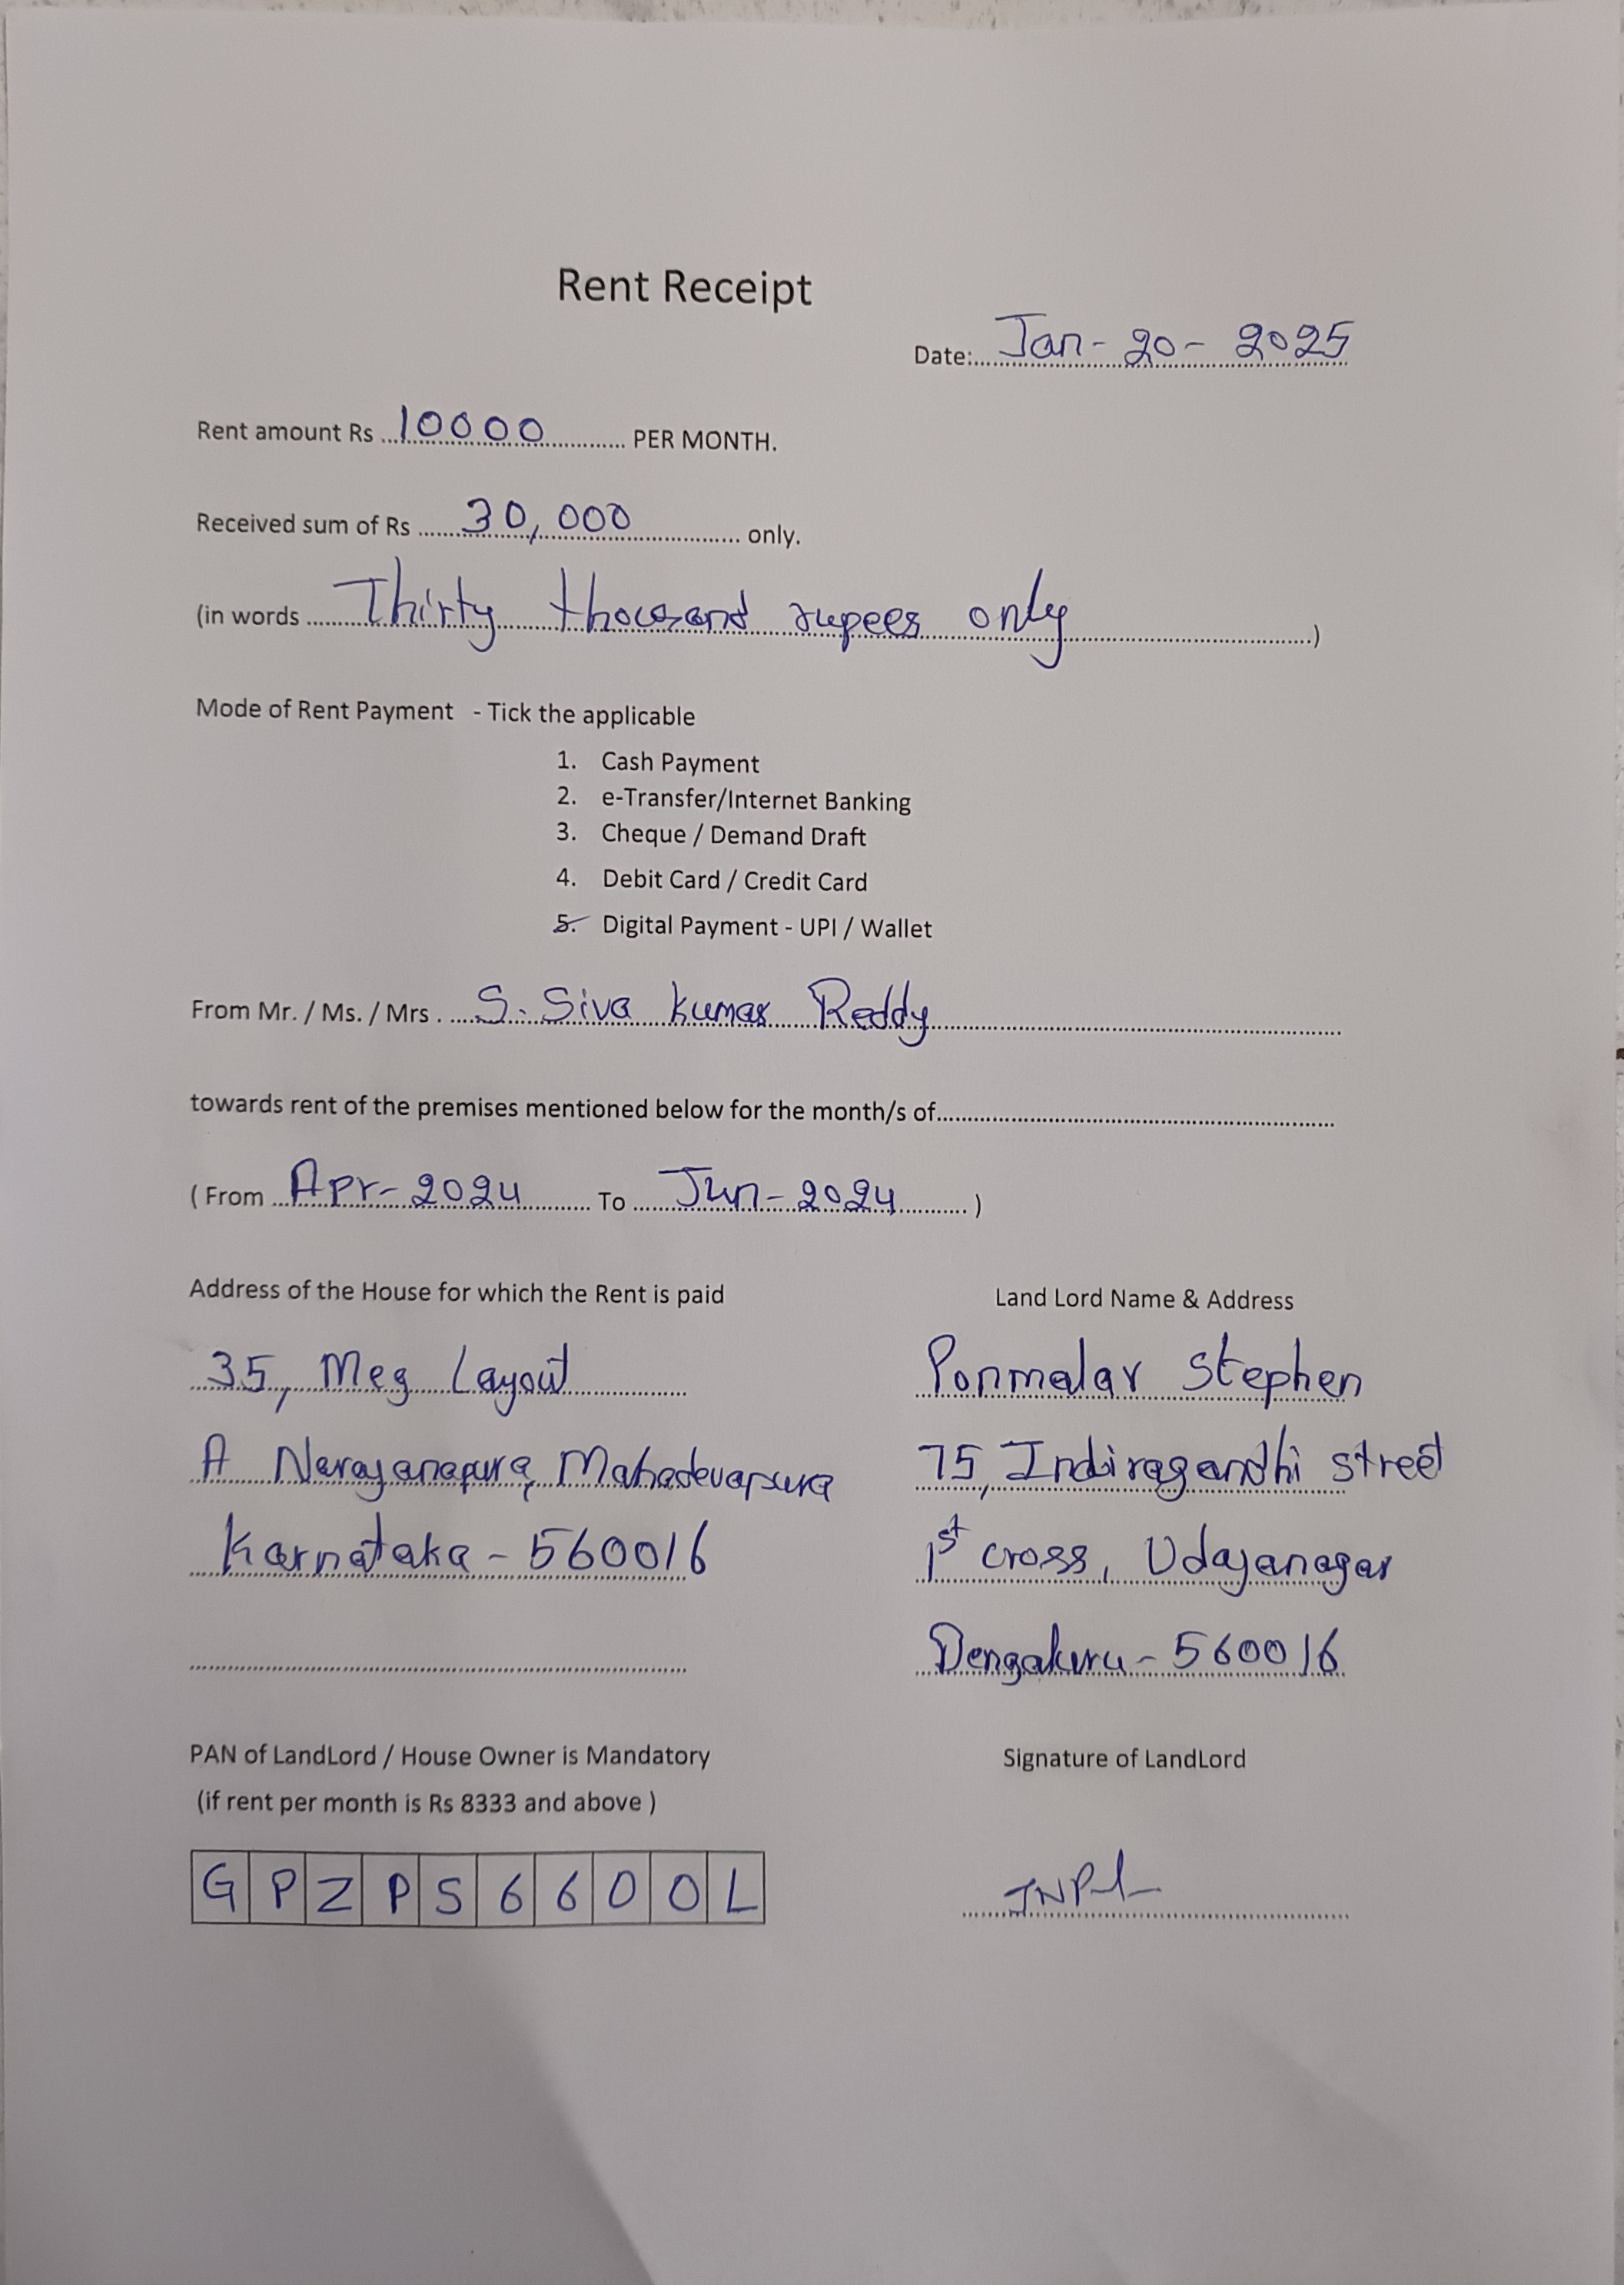 Rent Receipt
Date: Jan - 20 - 2025
Rent amount Rs 10000 PER MONTH.
Received sum of Rs 30,000 only.
(in words Thirty thousand rupees only)
Mode of Rent Payment - Tick the applicable
1. Cash Payment
2. e-Transfer/Internet Banking
3. Cheque / Demand Draft
4. Debit Card / Credit Card
5. Digital Payment - UPI / Wallet
From Mr. / Ms. / Mrs . S. Siva Kumar Reddy
towards rent of the premises mentioned below for the month/s of
( From Apr-2024 To Jun-2024 )
Address of the House for which the Rent is paid
35, Meg Layout
A Narayanapura, Mahadevapura
Karnataka - 560016
Land Lord Name & Address
Ponmalar Stephen
75, Indiragandhi street
1st cross, Udayanagar
Bengaluru - 560016
PAN of LandLord / House Owner is Mandatory
(if rent per month is Rs 8333 and above )
GPZPS6600L
Signature of LandLord